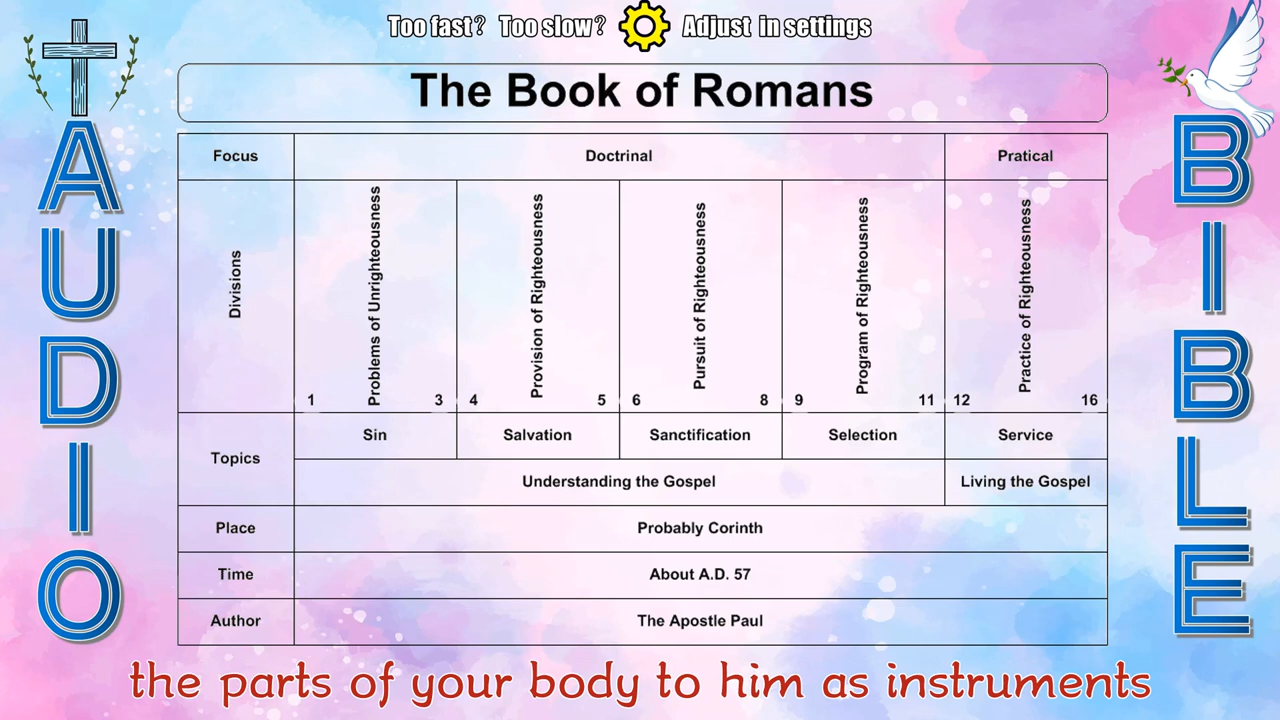 Too fast? Too slow? Adjust in settings
The Book of Romans
Focus Doctrinal Pratical
Divisions
Problems of Unrighteousness
Provision of Righteousness
Pursuit of Righteousness
Program of Righteousness
Practice of Righteousness
1 3 4 5 6 8 9 11 12 16
Topics
Sin Salvation Sanctification Selection Service
Understanding the Gospel Living the Gospel
Place Probably Corinth
Time About A.D. 57
Author The Apostle Paul
AUDIO
BIBLE
the parts of your body to him as instruments